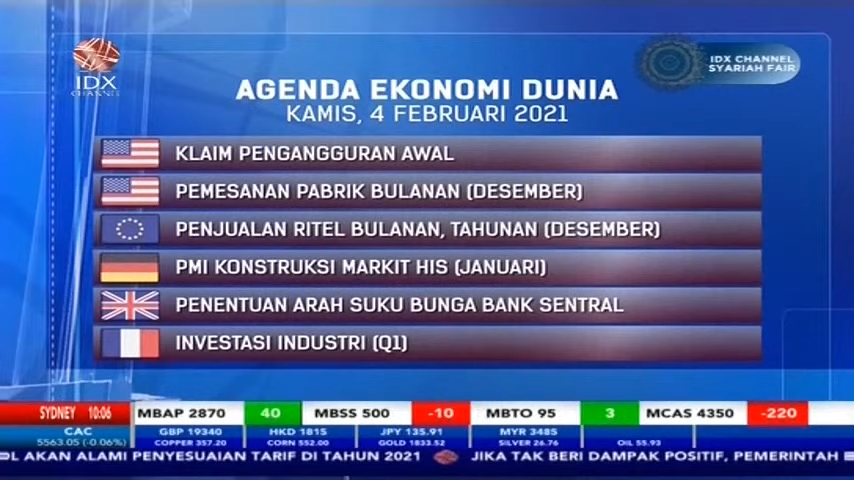 IDX
CHANNEL
IDX CHANNEL
SYARIAH FAIR
AGENDA EKONOMI DUNIA
KAMIS, 4 FEBRUARI 2021
KLAIM PENGANGGURAN AWAL
PEMESANAN PABRIK BULANAN (DESEMBER)
PENJUALAN RITEL BULANAN, TAHUNAN (DESEMBER)
PMI KONSTRUKSI MARKIT HIS (JANUARI)
PENENTUAN ARAH SUKU BUNGA BANK SENTRAL
INVESTASI INDUSTRI (Q1)
SYDNEY 10:06 MBAP 2870 40 MBSS 500 -10 MBTO 95 3 MCAS 4350 -220
CAC GBP 19340 HKD 1815 JPY 135.91 MYR 3485
5563.05 (-0.06%) COPPER 357.20 CORN 552.00 GOLD 1833.52 SILVER 26.76 OIL 55.93
OL AKAN ALAMI PENYESUAIAN TARIF DI TAHUN 2021 JIKA TAK BERI DAMPAK POSITIF, PEMERINTAH